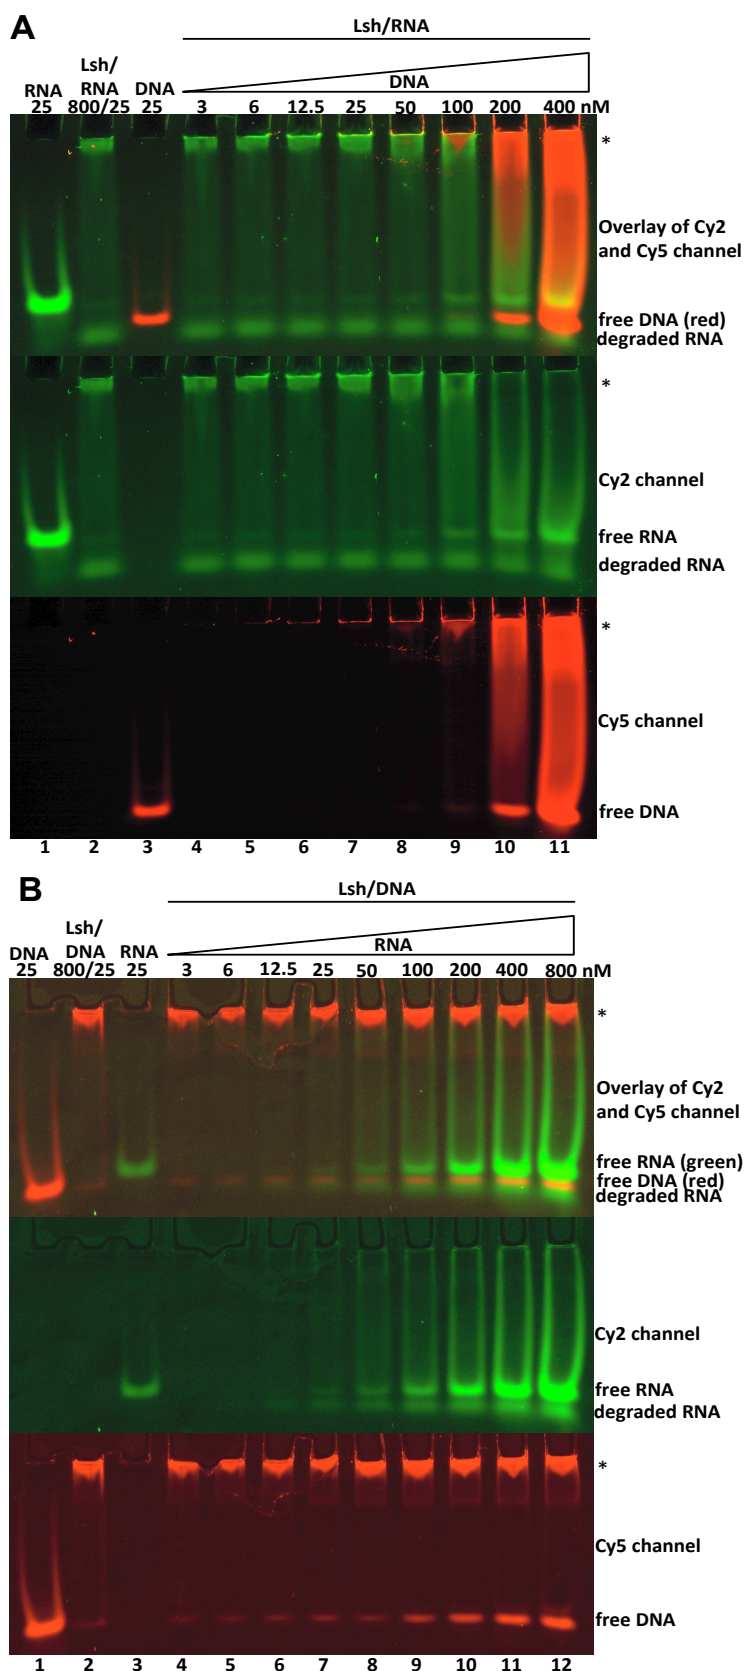 A
Lsh/RNA
Lsh/
RNA RNA DNA DNA
25 800/25 25 3 6 12.5 25 50 100 200 400 nM
*
Overlay of Cy2
and Cy5 channel
free DNA (red)
degraded RNA
*
Cy2 channel
free RNA
degraded RNA
*
Cy5 channel
free DNA
1 2 3 4 5 6 7 8 9 10 11
B
Lsh/DNA
Lsh/
DNA DNA RNA RNA
25 800/25 25 3 6 12.5 25 50 100 200 400 800 nM
*
Overlay of Cy2
and Cy5 channel
free RNA (green)
free DNA (red)
degraded RNA
Cy2 channel
free RNA
degraded RNA
*
Cy5 channel
free DNA
1 2 3 4 5 6 7 8 9 10 11 12